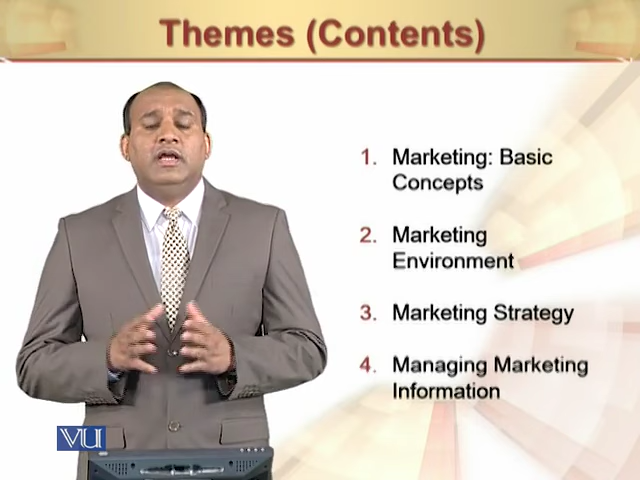 Themes (Contents)
1. Marketing: Basic
Concepts
2. Marketing
Environment
3. Marketing Strategy
4. Managing Marketing
Information
VU